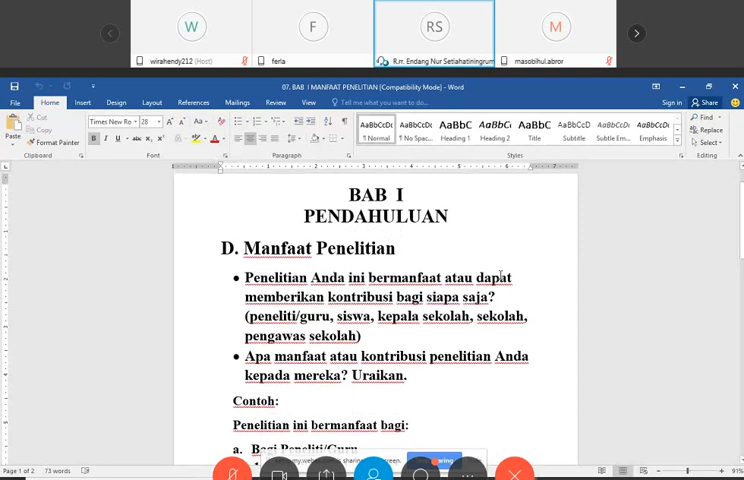 W
F
RS
M
wirahendy212 (Host)
ferla
R.rr. Endang Nur Setiahatiningrum
masobihul.abror
07. BAB I MANFAAT PENELITIAN [Compatibility Mode] - Word
File Home Insert Design Layout References Mailings Review View Tell me what you want to do...
Sign in Share
Paste
Cut
Copy
Format Painter
Clipboard
Times New Ro 28
Font
Paragraph
AaBbCcDc AaBbCcDc AaBbC AaBbCc AaBbC AaBbCcD AaBbCcDc AaBbCcDc
¶ Normal ¶ No Spac... Heading 1 Heading 2 Title Subtitle Subtle Em... Emphasis
Styles
Find
Replace
Select
Editing
BAB I
PENDAHULUAN
D. Manfaat Penelitian
• Penelitian Anda ini bermanfaat atau dapat
memberikan kontribusi bagi siapa saja?
(peneliti/guru, siswa, kepala sekolah, sekolah,
pengawas sekolah)
• Apa manfaat atau kontribusi penelitian Anda
kepada mereka? Uraikan.
Contoh:
Penelitian ini bermanfaat bagi:
a. Bagi Peneliti/Guru
Page 1 of 2 73 words
91%